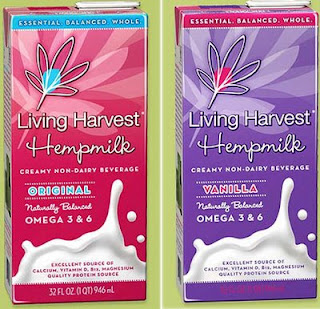 ESSENTIAL. BALANCED. WHOLE.
Living Harvest
Hempmilk
CREAMY NON-DAIRY BEVERAGE
ORIGINAL
Naturally Balanced
OMEGA 3 & 6
EXCELLENT SOURCE OF
CALCIUM, VITAMIN D, B12, MAGNESIUM
QUALITY PROTEIN SOURCE
32 FL. OZ. (1 QT) 946 mL
ESSENTIAL. BALANCED. WHOLE.
Living Harvest
Hempmilk
CREAMY NON-DAIRY BEVERAGE
VANILLA
Naturally Balanced
OMEGA 3 & 6
EXCELLENT SOURCE OF
CALCIUM, VITAMIN D, B12, MAGNESIUM
QUALITY PROTEIN SOURCE